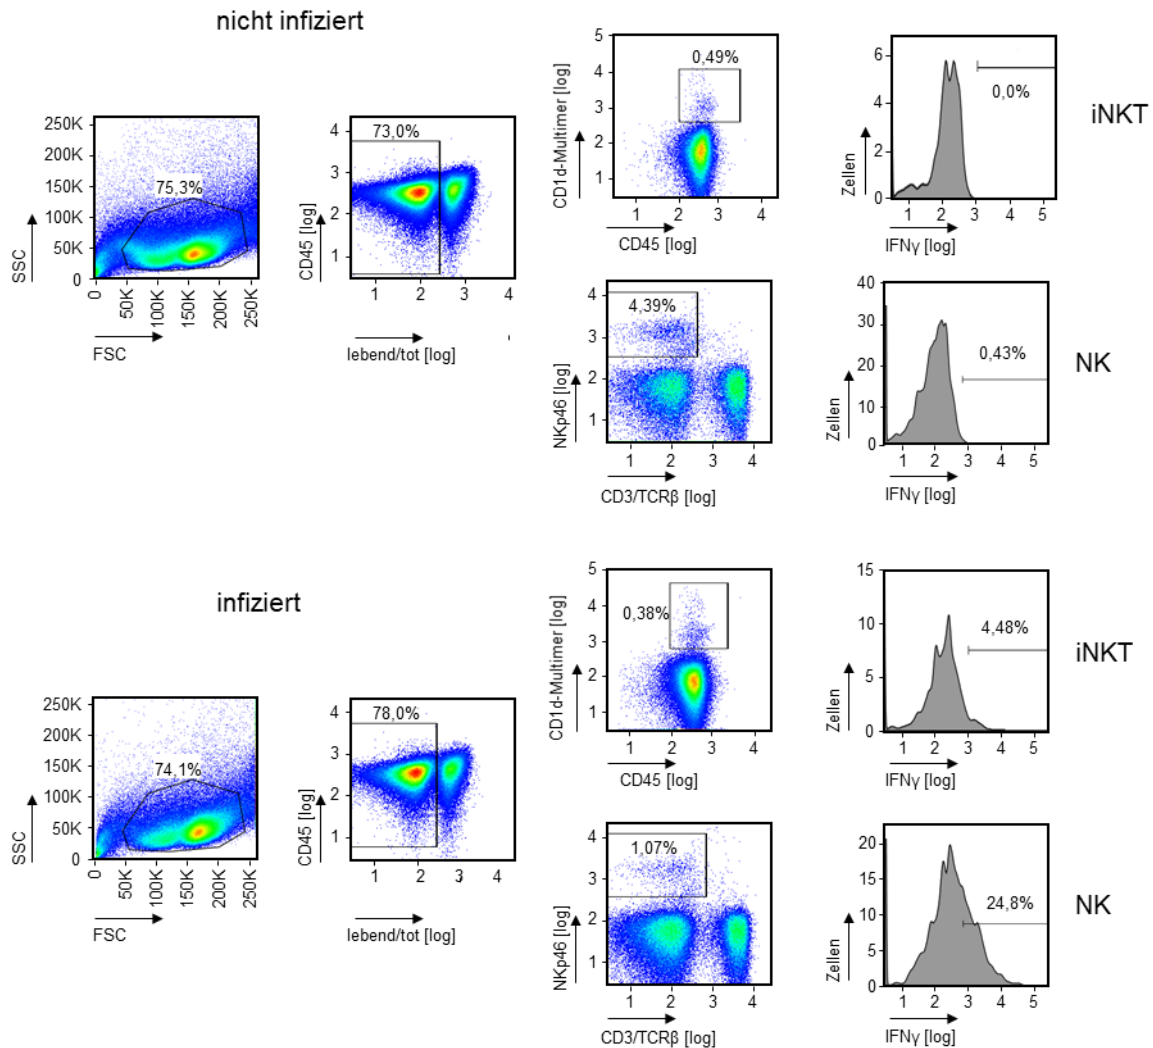 nicht infiziert
250K
200K
150K
100K
50K
0
75,3%
SSC
0
50K
100K
150K
200K
250K
FSC
4
3
2
1
73,0%
CD45 [log]
1
2
3
4
lebend/tot [log]
5
4
3
2
1
0,49%
CD1d-Multimer [log]
1
2
3
4
CD45 [log]
6
4
2
0
0,0%
Zellen
1
2
3
4
5
IFNγ [log]
iNKT
4
3
2
1
4,39%
NKp46 [log]
1
2
3
4
CD3/TCRβ [log]
40
30
20
10
0
0,43%
Zellen
1
2
3
4
5
IFNγ [log]
NK
infiziert
250K
200K
150K
100K
50K
0
74,1%
SSC
0
50K
100K
150K
200K
250K
FSC
4
3
2
1
78,0%
CD45 [log]
1
2
3
4
lebend/tot [log]
5
4
3
2
1
0,38%
CD1d-Multimer [log]
1
2
3
4
CD45 [log]
15
10
5
0
4,48%
Zellen
1
2
3
4
5
IFNγ [log]
iNKT
4
3
2
1
1,07%
NKp46 [log]
1
2
3
4
CD3/TCRβ [log]
20
15
10
5
0
24,8%
Zellen
1
2
3
4
5
IFNγ [log]
NK